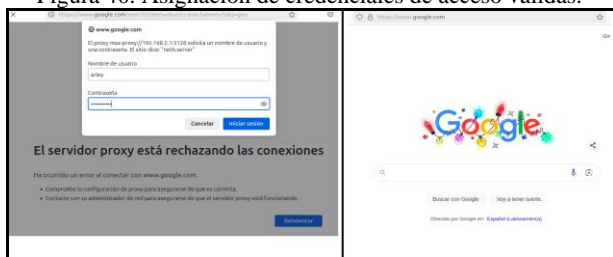 Figura 40. Asignación de credenciales de acceso válidas.
www.google.com
El proxy moz-proxy://192.168.2.1:3128 solicita un nombre de usuario y
una contraseña. El sitio dice: "neth.server"
Nombre de usuario
arley
Contraseña
Cancelar
Iniciar sesión
El servidor proxy está rechazando las conexiones
Ha ocurrido un error al conectar con www.google.com.
Compruebe la configuración de proxy para asegurarse de que es correcta.
Contacte con su administrador de red para asegurarse de que el servidor proxy está funcionando.
Reintentar
https://www.google.com
Google
Buscar con Google
Voy a tener suerte
Ofrecido por Google en: Español (Latinoamérica)